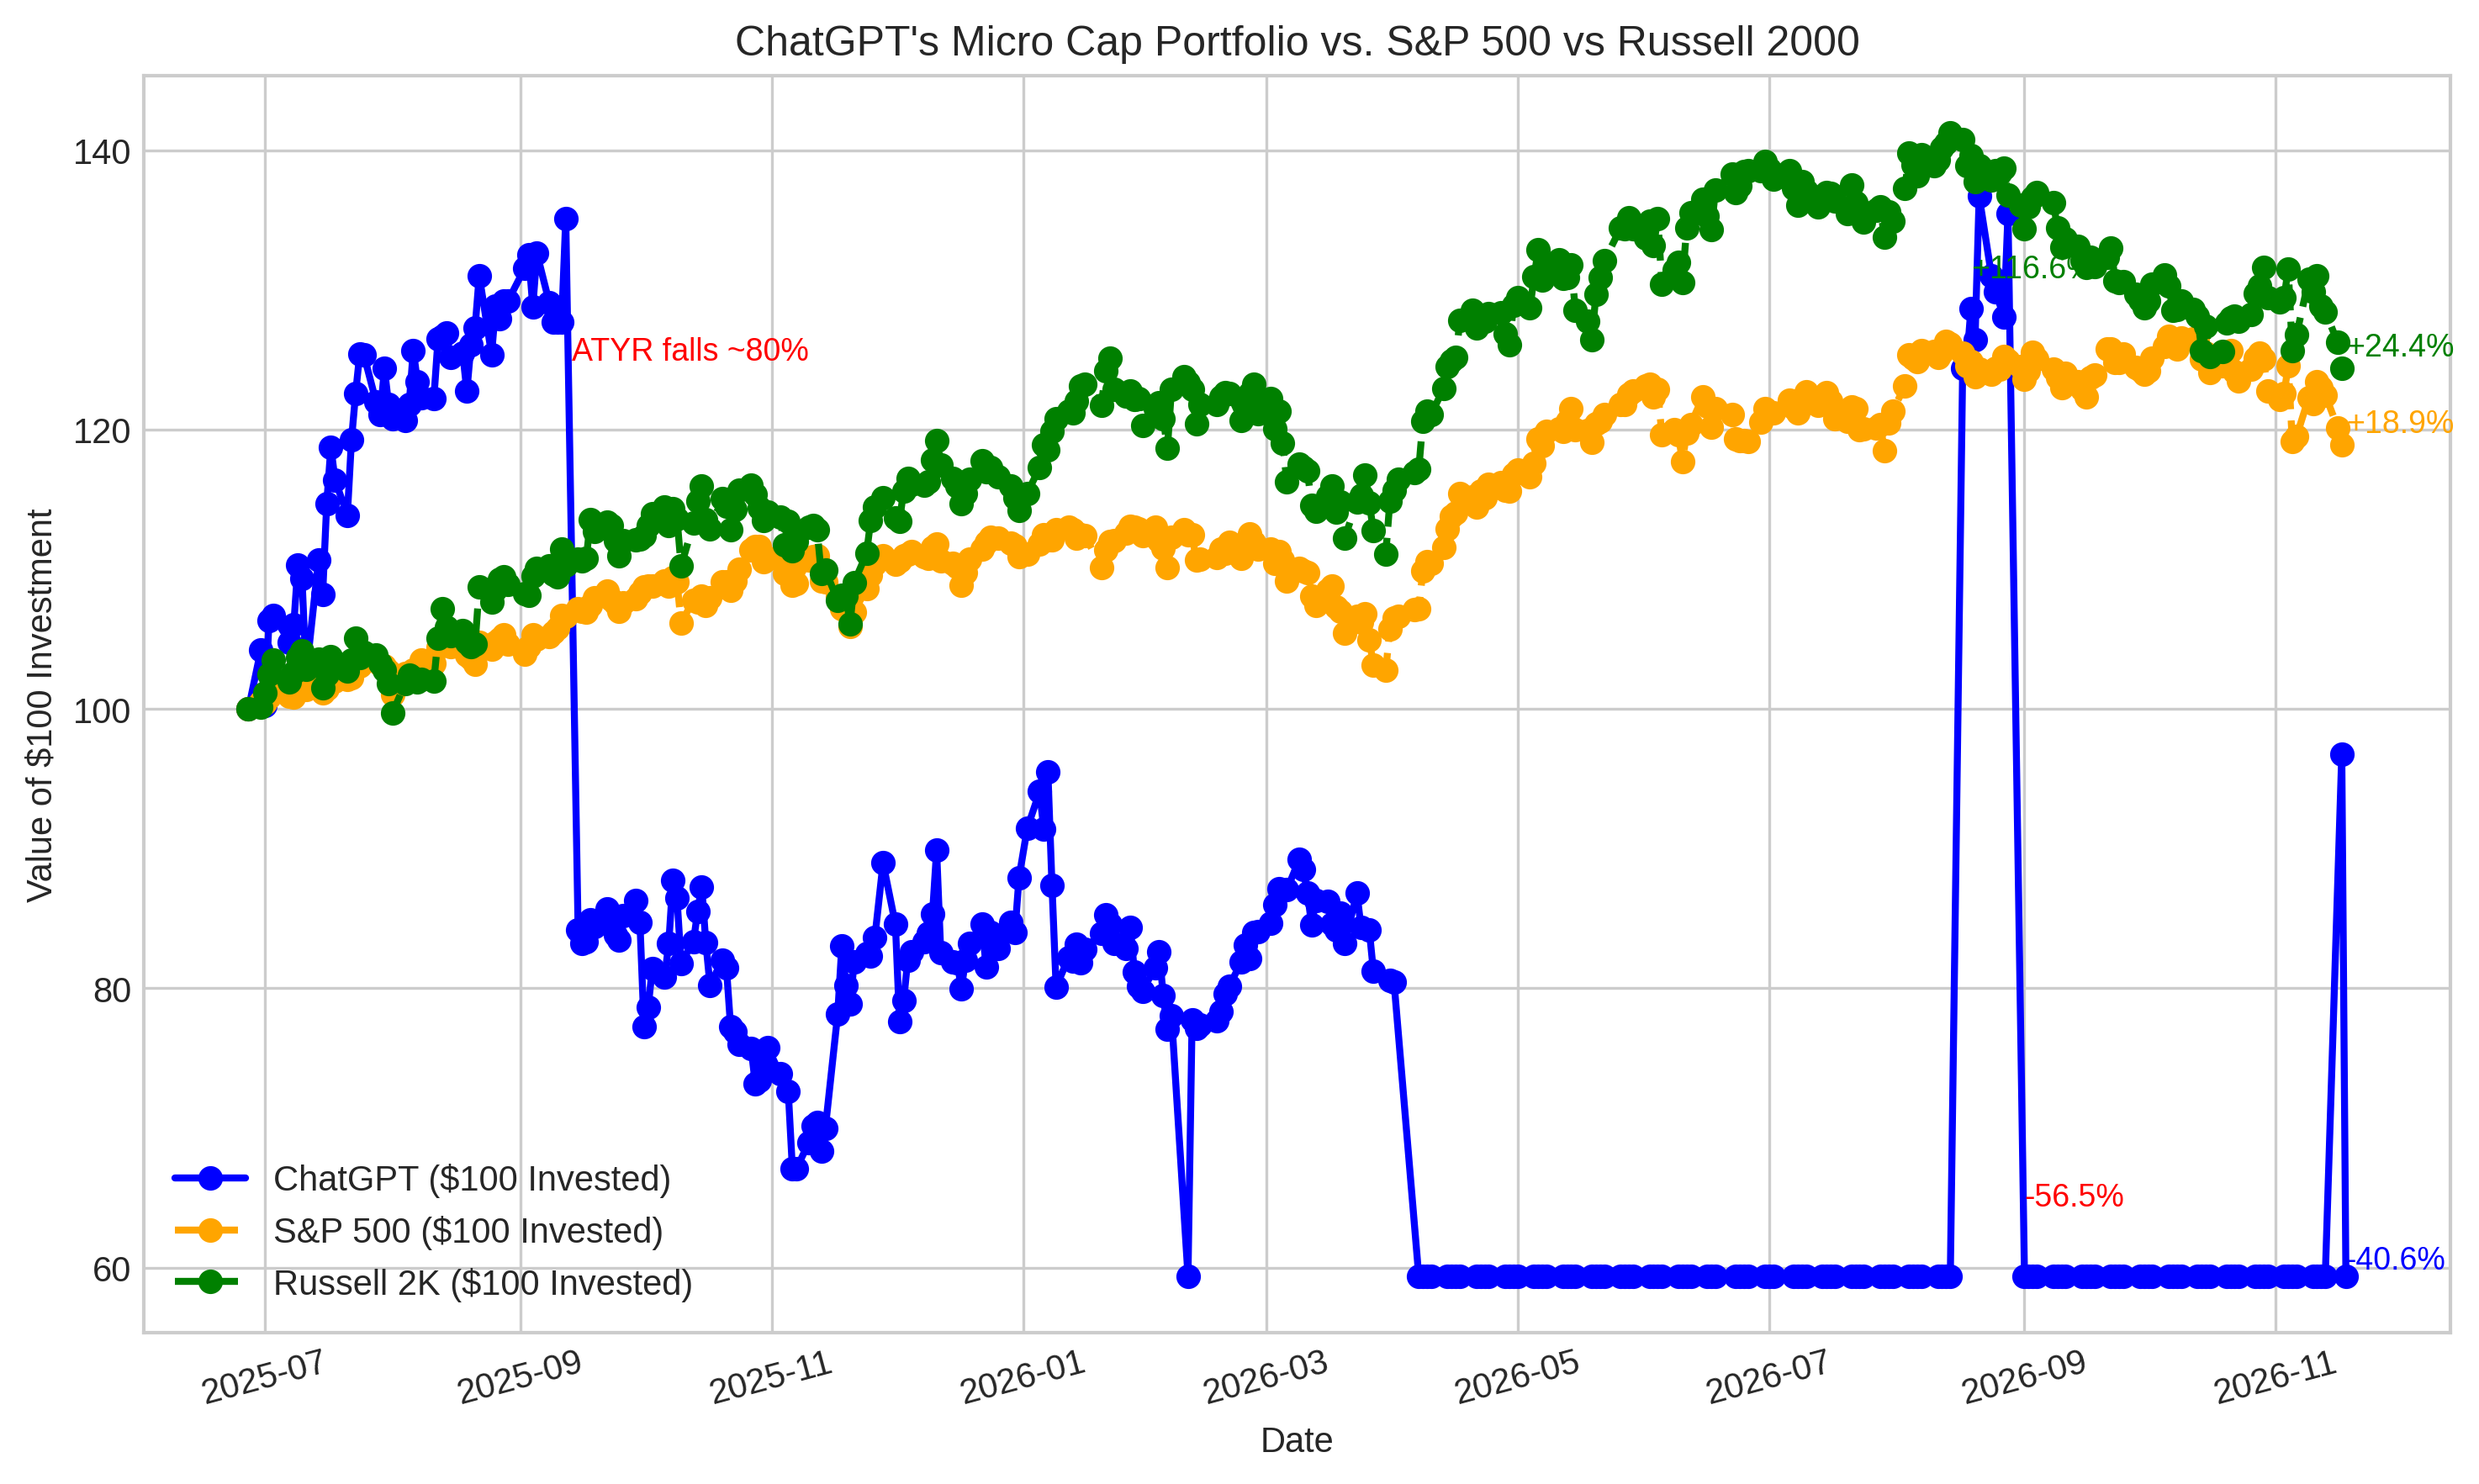 ChatGPT's Micro Cap Portfolio vs. S&P 500 vs Russell 2000
Value of $100 Investment
140
120
100
80
60
ATYR falls ~80%
+116.6%
+24.4%
+18.9%
-56.5%
-40.6%
ChatGPT ($100 Invested)
S&P 500 ($100 Invested)
Russell 2K ($100 Invested)
2025-07
2025-09
2025-11
2026-01
2026-03
2026-05
2026-07
2026-09
2026-11
Date